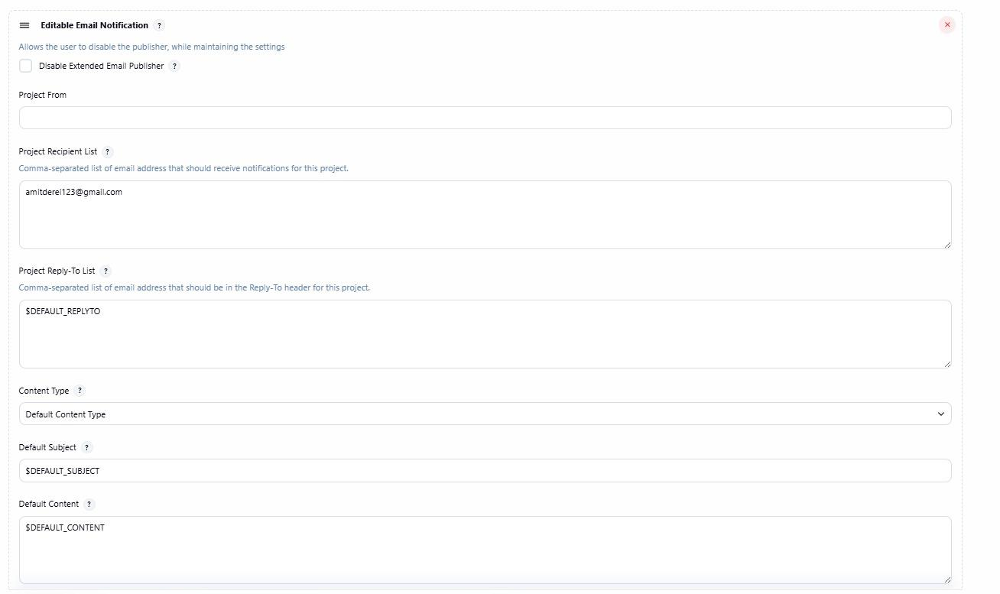 Editable Email Notification ?
Allows the user to disable the publisher, while maintaining the settings
Disable Extended Email Publisher ?
Project From
Project Recipient List ?
Comma-separated list of email address that should receive notifications for this project.
amitderei123@gmail.com
Project Reply-To List ?
Comma-separated list of email address that should be in the Reply-To header for this project.
$DEFAULT_REPLYTO
Content Type ?
Default Content Type
Default Subject ?
$DEFAULT_SUBJECT
Default Content ?
$DEFAULT_CONTENT